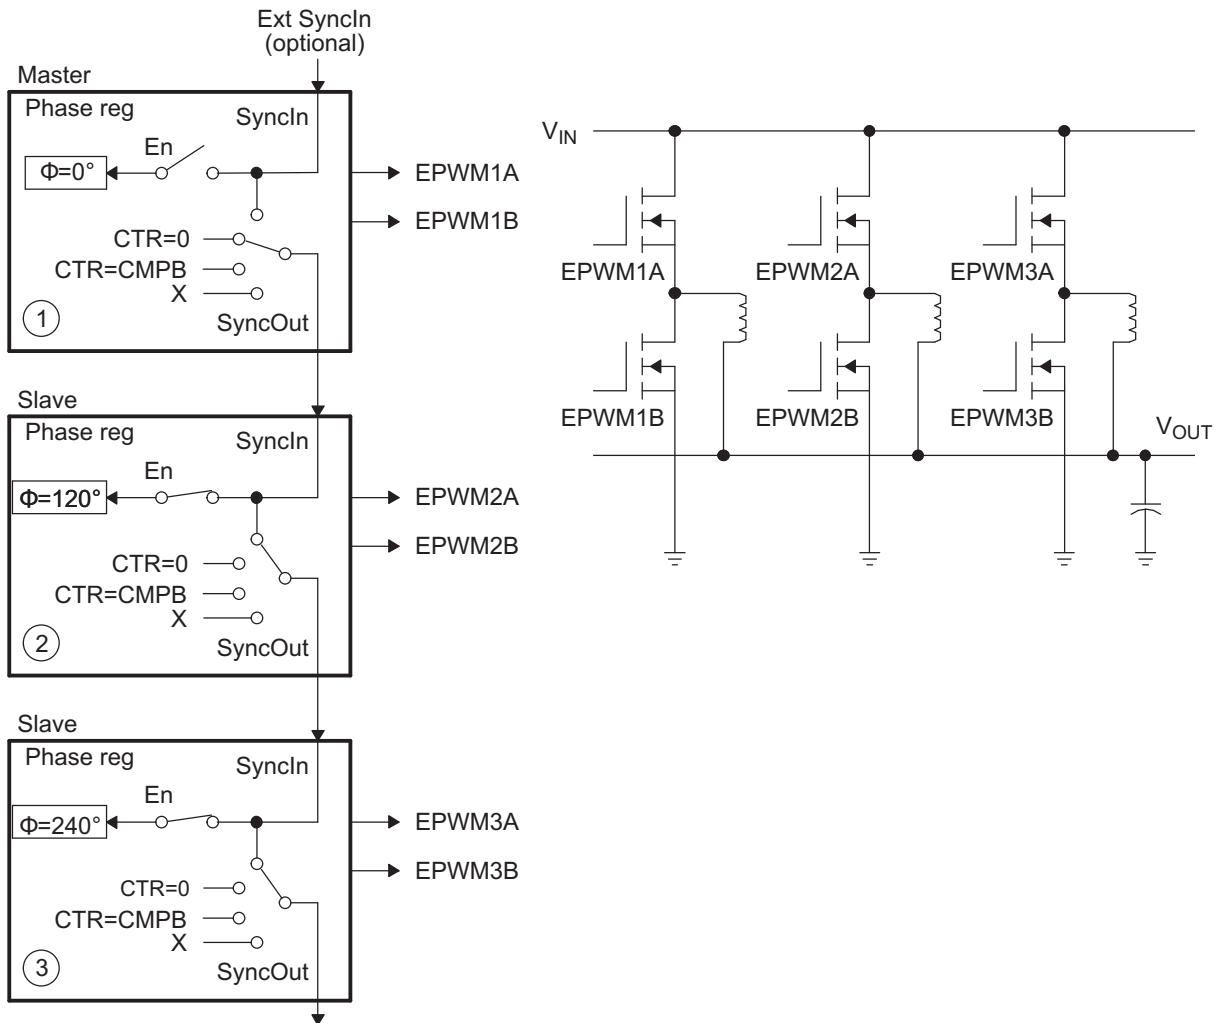 Ext SyncIn
(optional)
Master
Phase reg
SyncIn
En
Φ=0°
EPWM1A
EPWM1B
CTR=0
CTR=CMPB
X
1
SyncOut
Slave
Phase reg
SyncIn
En
Φ=120°
EPWM2A
EPWM2B
CTR=0
CTR=CMPB
X
2
SyncOut
Slave
Phase reg
SyncIn
En
Φ=240°
EPWM3A
EPWM3B
CTR=0
CTR=CMPB
X
3
SyncOut
VIN
EPWM1A
EPWM2A
EPWM3A
EPWM1B
EPWM2B
EPWM3B
VOUT